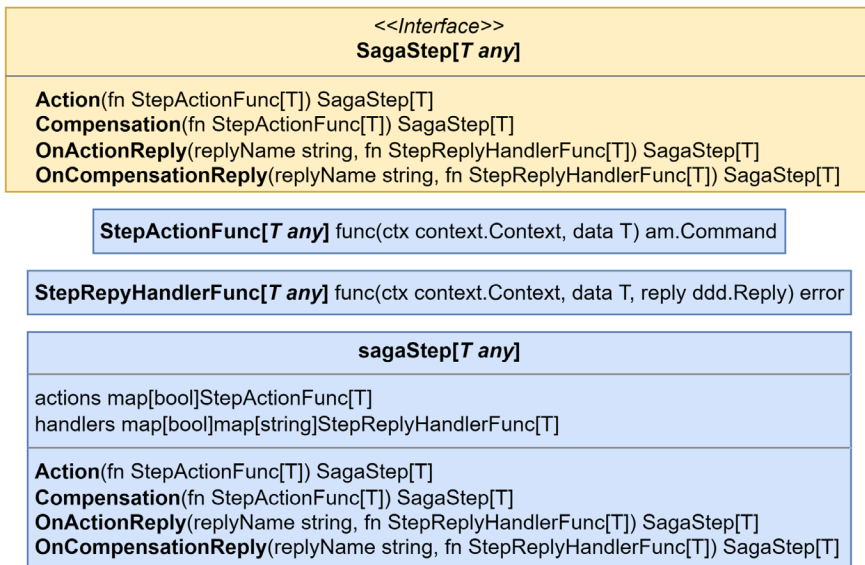 <<Interface>>
SagaStep[T any]
Action(fn StepActionFunc[T]) SagaStep[T]
Compensation(fn StepActionFunc[T]) SagaStep[T]
OnActionReply(replyName string, fn StepReplyHandlerFunc[T]) SagaStep[T]
OnCompensationReply(replyName string, fn StepReplyHandlerFunc[T]) SagaStep[T]
StepActionFunc[T any] func(ctx context.Context, data T) am.Command
StepRepyHandlerFunc[T any] func(ctx context.Context, data T, reply ddd.Reply) error
sagaStep[T any]
actions map[bool]StepActionFunc[T]
handlers map[bool]map[string]StepReplyHandlerFunc[T]
Action(fn StepActionFunc[T]) SagaStep[T]
Compensation(fn StepActionFunc[T]) SagaStep[T]
OnActionReply(replyName string, fn StepReplyHandlerFunc[T]) SagaStep[T]
OnCompensationReply(replyName string, fn StepReplyHandlerFunc[T]) SagaStep[T]